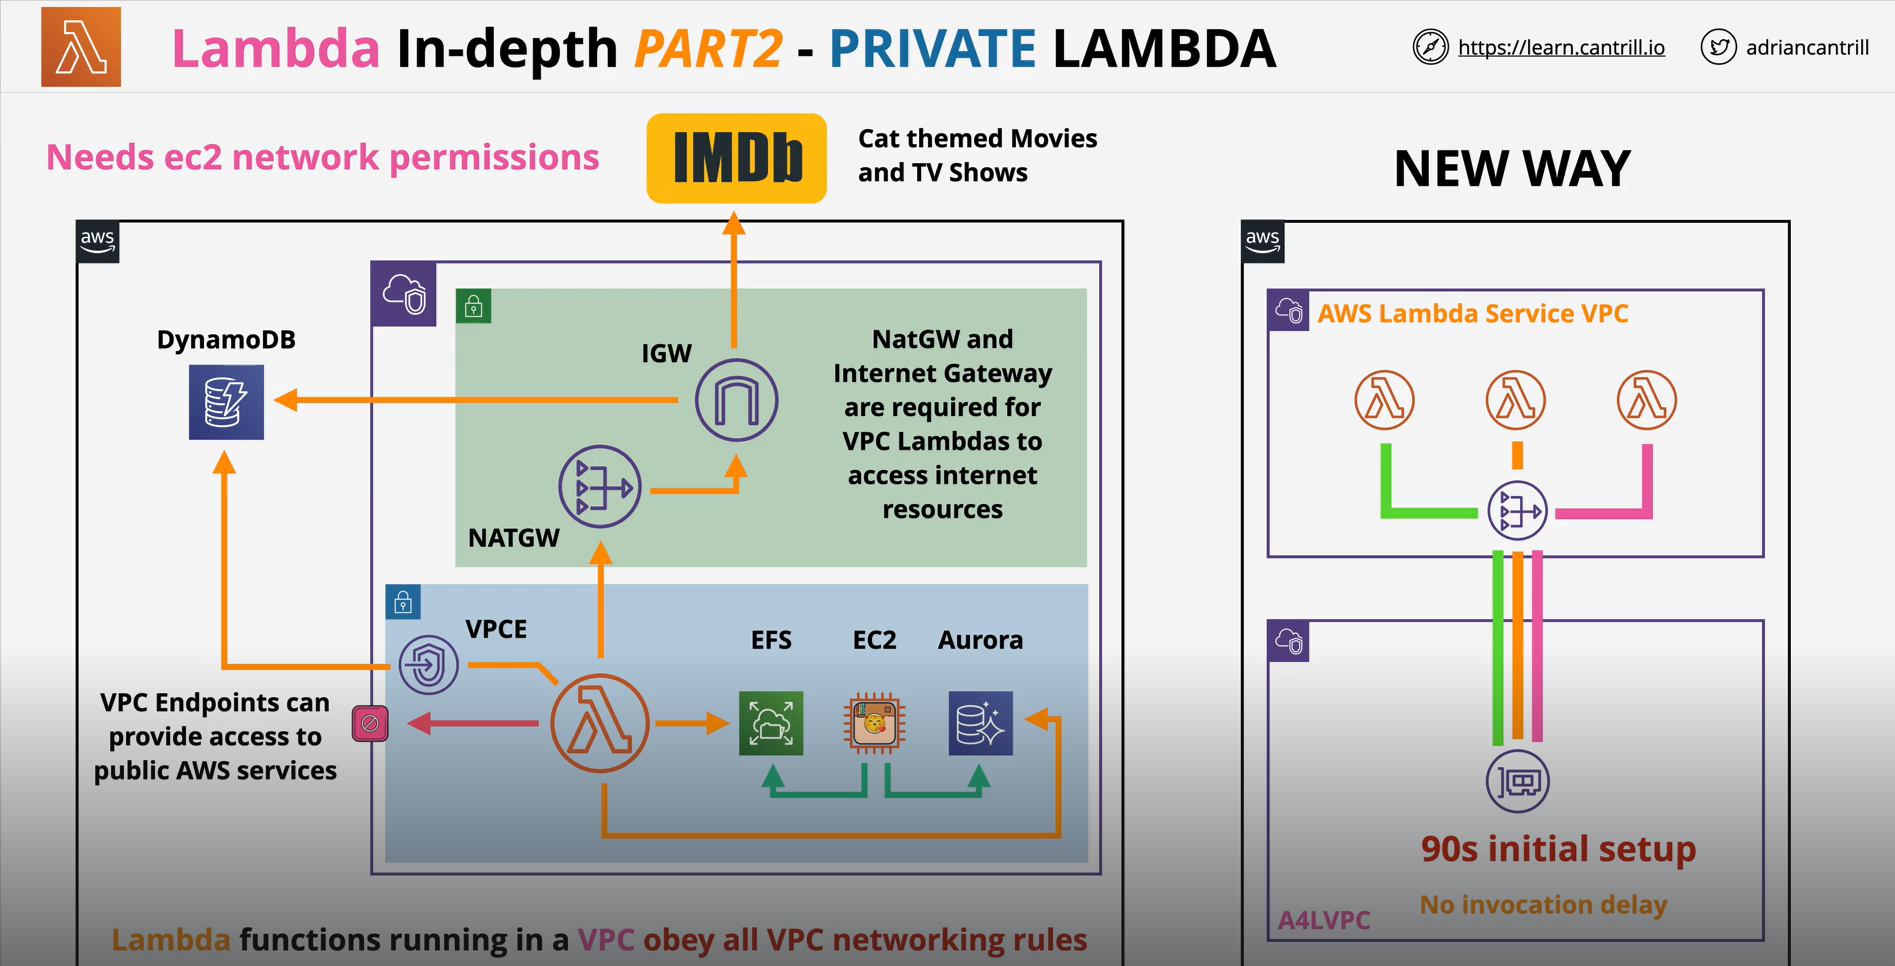 Lambda In-depth PART2 - PRIVATE LAMBDA
https://learn.cantrill.io
adriancantrill
Needs ec2 network permissions
IMDb
Cat themed Movies
and TV Shows
NEW WAY
aws
DynamoDB
IGW
NatGW and
Internet Gateway
are required for
VPC Lambdas to
access internet
resources
NATGW
VPCE
EFS
EC2
Aurora
VPC Endpoints can
provide access to
public AWS services
Lambda functions running in a VPC obey all VPC networking rules
aws
AWS Lambda Service VPC
90s initial setup
No invocation delay
A4LVPC